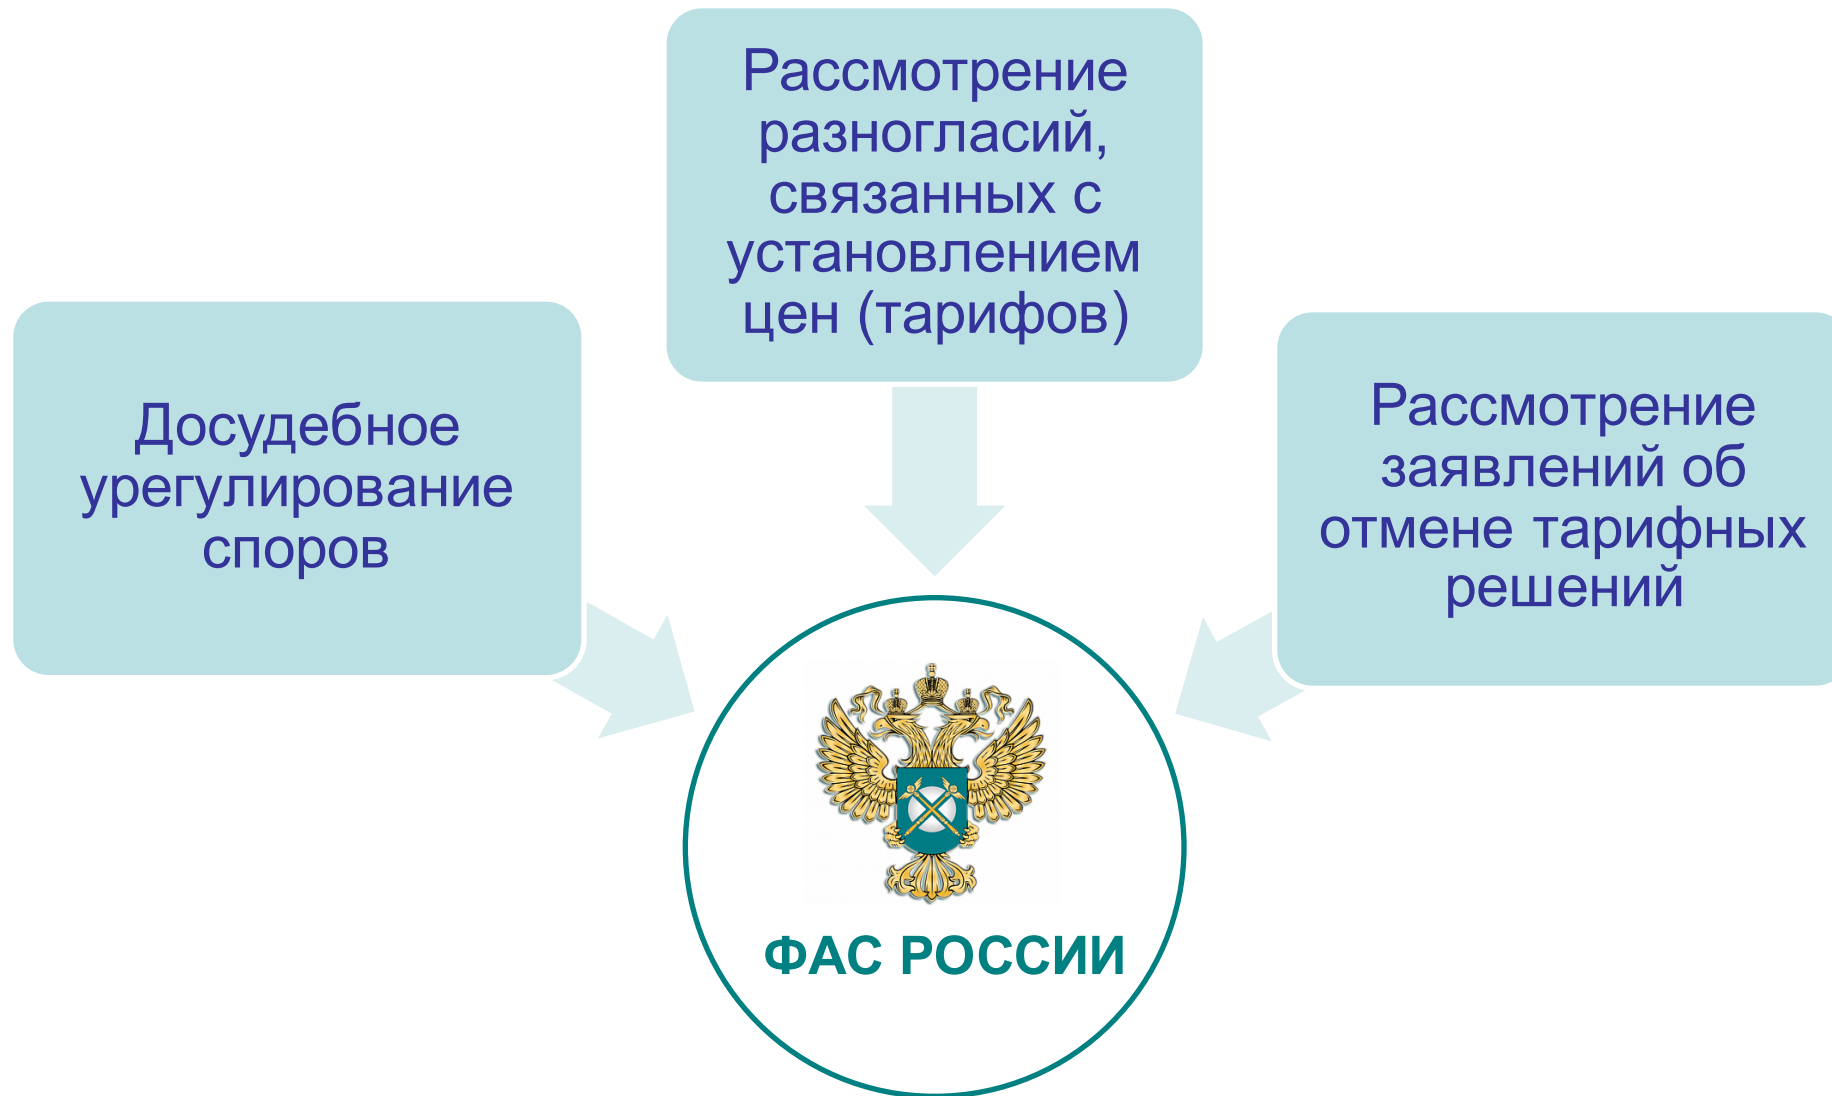 Рассмотрение
разногласий,
связанных с
установлением
цен (тарифов)
Досудебное
урегулирование
споров
Рассмотрение
заявлений об
отмене тарифных
решений
ФАС РОССИИ